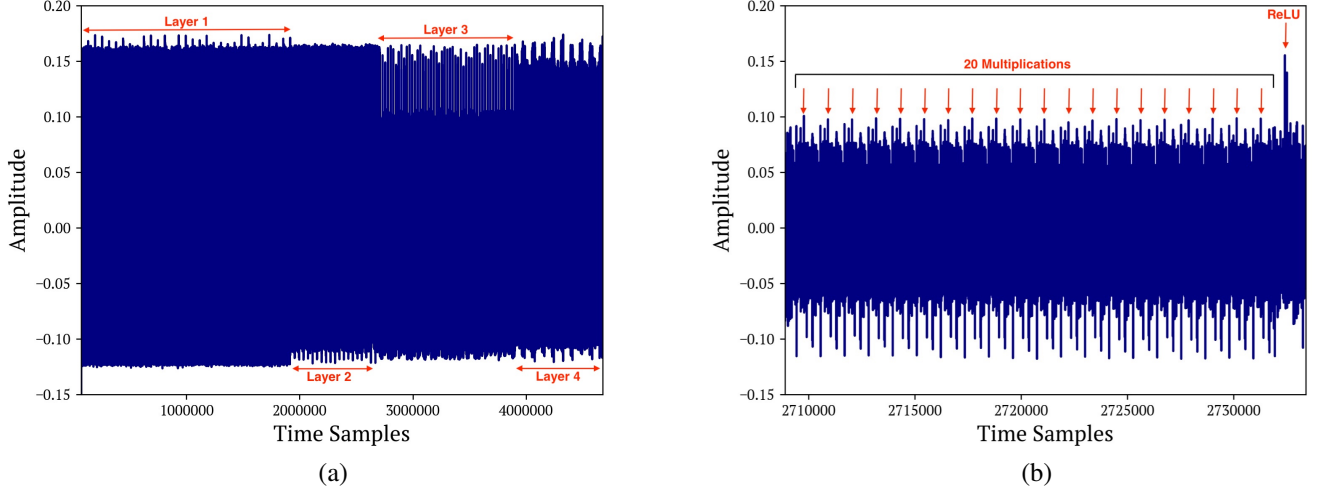 Layer 1
Layer 3
Layer 2
Layer 4
0.20
0.15
0.10
0.05
0.00
−0.05
−0.10
−0.15
Amplitude
1000000
2000000
3000000
4000000
Time Samples
(a)
ReLU
20 Multiplications
0.20
0.15
0.10
0.05
0.00
−0.05
−0.10
−0.15
Amplitude
2710000
2715000
2720000
2725000
2730000
Time Samples
(b)